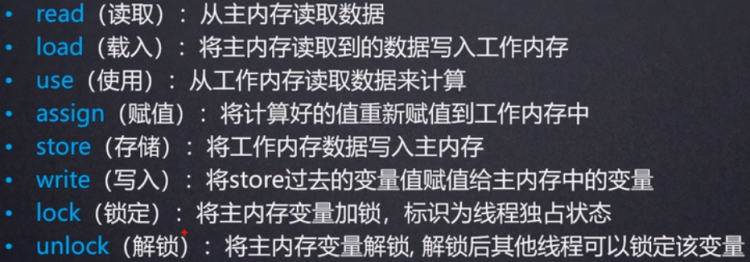 • read（读取）：从主内存读取数据
• load（载入）：将主内存读取到的数据写入工作内存
• use（使用）：从工作内存读取数据来计算
• assign（赋值）：将计算好的值重新赋值到工作内存中
• store（存储）：将工作内存数据写入主内存
• write（写入）：将store过去的变量值赋值给主内存中的变量
• lock（锁定）：将主内存变量加锁，标识为线程独占状态
• unlock（解锁）：将主内存变量解锁, 解锁后其他线程可以锁定该变量